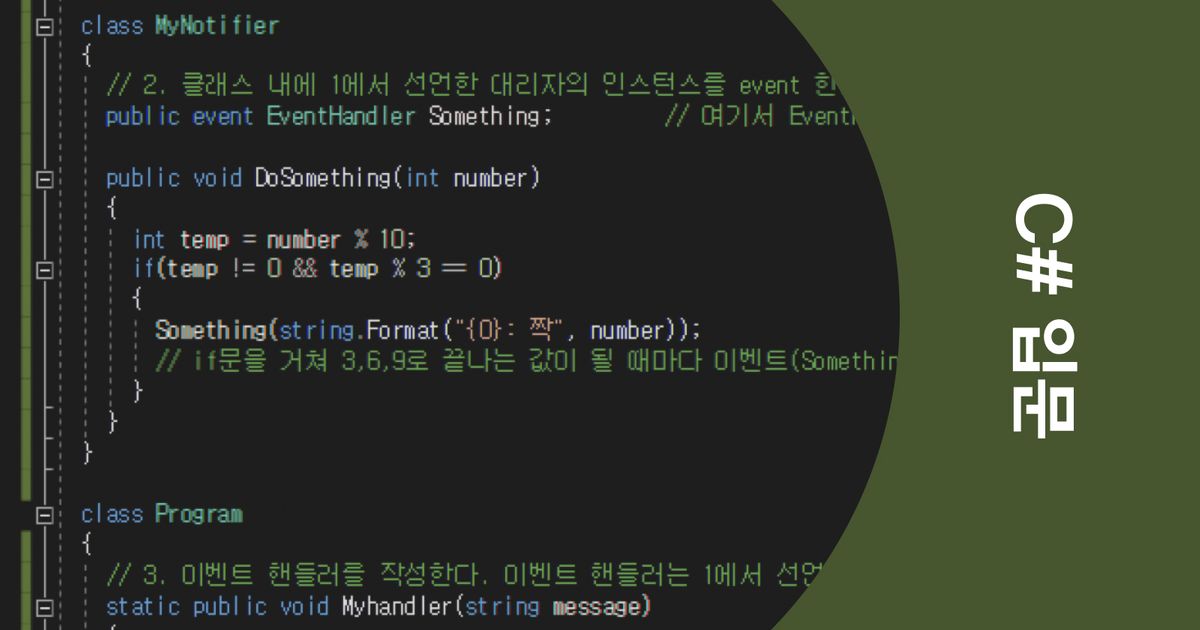 class MyNotifier
{
// 2. 클래스 내에 1에서 선언한 대리자의 인스턴스를 event 한
public event EventHandler Something; // 여기서 Eventh
public void DoSomething(int number)
{
int temp = number % 10;
if(temp != 0 && temp % 3 == 0)
{
Something(string.Format("{0}: 짝", number));
// if문을 거쳐 3,6,9로 끝나는 값이 될 때마다 이벤트(Somethin
}
}
}
class Program
{
// 3. 이벤트 핸들러를 작성한다. 이벤트 핸들러는 1에서 선언
static public void Myhandler(string message)
{
C# 입문